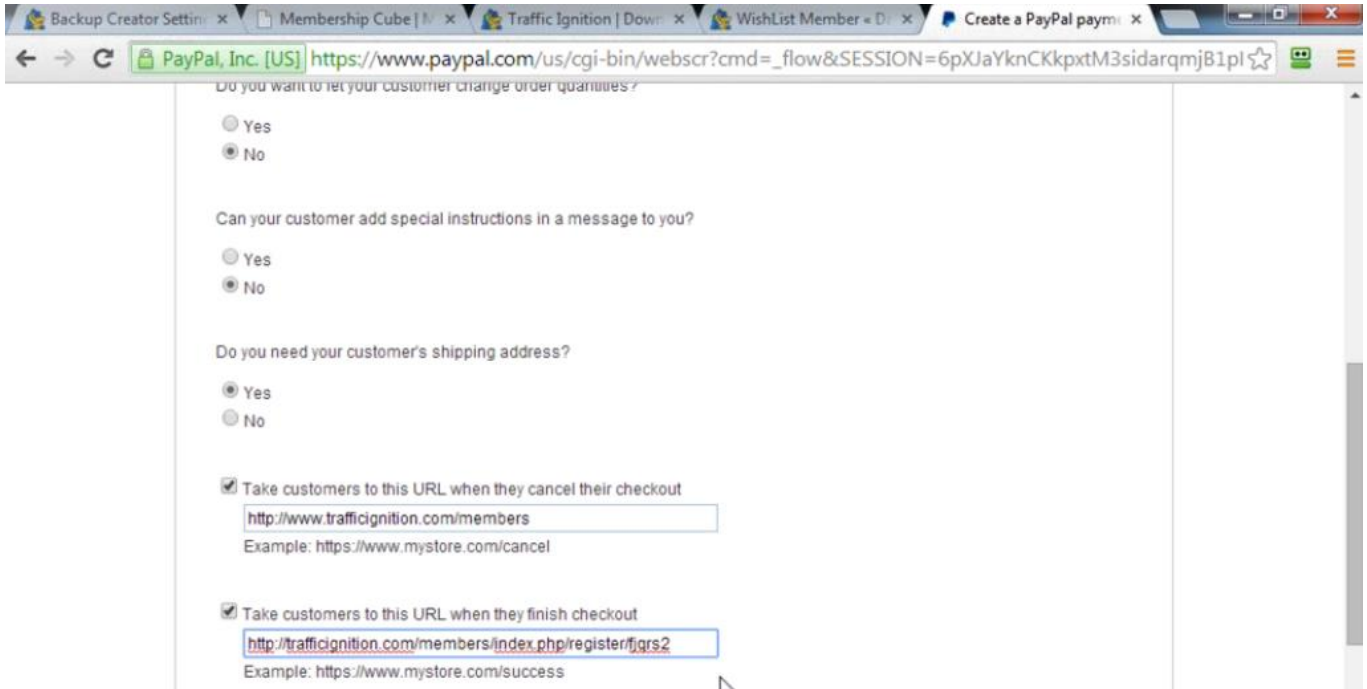 Backup Creator Settin
Membership Cube | M
Traffic Ignition | Down
WishList Member « D
Create a PayPal payme
PayPal, Inc. [US] https://www.paypal.com/us/cgi-bin/webscr?cmd=_flow&SESSION=6pXJaYknCKkpxtM3sidarqmjB1pl
Do you want to let your customer change order quantities?
Yes
No
Can your customer add special instructions in a message to you?
Yes
No
Do you need your customer's shipping address?
Yes
No
Take customers to this URL when they cancel their checkout
http://www.trafficignition.com/members
Example: https://www.mystore.com/cancel
Take customers to this URL when they finish checkout
http://trafficignition.com/members/index.php/register/fjqrs2
Example: https://www.mystore.com/success